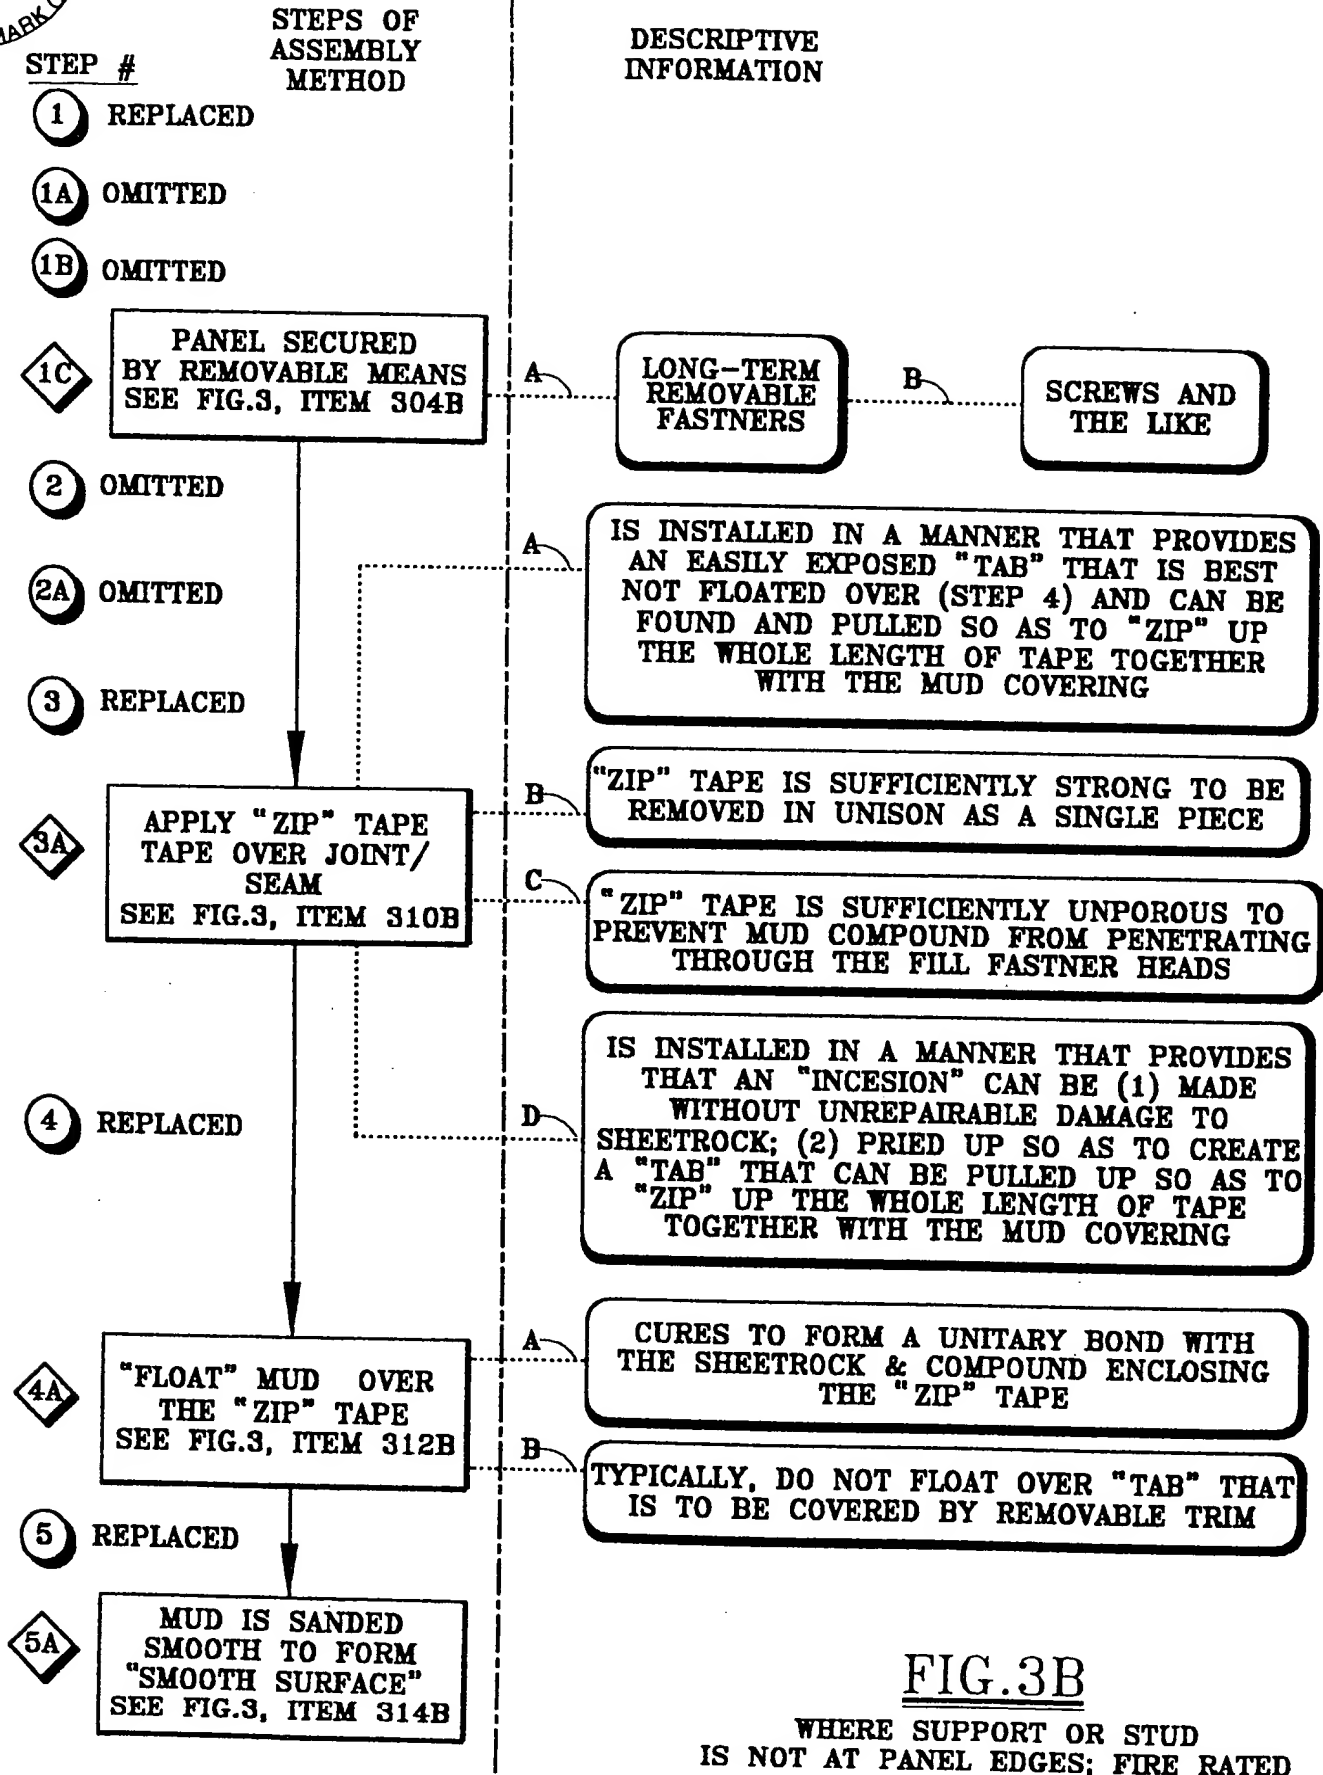 MARK
STEPS OF
ASSEMBLY
METHOD
DESCRIPTIVE
INFORMATION
STEP #
1 REPLACED
1A OMITTED
1B OMITTED
1C
PANEL SECURED
BY REMOVABLE MEANS
SEE FIG.3, ITEM 304B
A
LONG-TERM
REMOVABLE
FASTNERS
B
SCREWS AND
THE LIKE
2 OMITTED
2A OMITTED
3 REPLACED
A
IS INSTALLED IN A MANNER THAT PROVIDES
AN EASILY EXPOSED "TAB" THAT IS BEST
NOT FLOATED OVER (STEP 4) AND CAN BE
FOUND AND PULLED SO AS TO "ZIP" UP
THE WHOLE LENGTH OF TAPE TOGETHER
WITH THE MUD COVERING
3A
APPLY "ZIP" TAPE
TAPE OVER JOINT/
SEAM
SEE FIG.3, ITEM 310B
B
"ZIP" TAPE IS SUFFICIENTLY STRONG TO BE
REMOVED IN UNISON AS A SINGLE PIECE
C
"ZIP" TAPE IS SUFFICIENTLY UNPOROUS TO
PREVENT MUD COMPOUND FROM PENETRATING
THROUGH THE FILL FASTNER HEADS
4 REPLACED
D
IS INSTALLED IN A MANNER THAT PROVIDES
THAT AN "INCESION" CAN BE (1) MADE
WITHOUT UNREPAIRABLE DAMAGE TO
SHEETROCK; (2) PRIED UP SO AS TO CREATE
A "TAB" THAT CAN BE PULLED UP SO AS TO
"ZIP" UP THE WHOLE LENGTH OF TAPE
TOGETHER WITH THE MUD COVERING
4A
"FLOAT" MUD OVER
THE "ZIP" TAPE
SEE FIG.3, ITEM 312B
A
CURES TO FORM A UNITARY BOND WITH
THE SHEETROCK & COMPOUND ENCLOSING
THE "ZIP" TAPE
B
TYPICALLY, DO NOT FLOAT OVER "TAB" THAT
IS TO BE COVERED BY REMOVABLE TRIM
5 REPLACED
5A
MUD IS SANDED
SMOOTH TO FORM
"SMOOTH SURFACE"
SEE FIG.3, ITEM 314B
FIG.3B
WHERE SUPPORT OR STUD
IS NOT AT PANEL EDGES; FIRE RATED